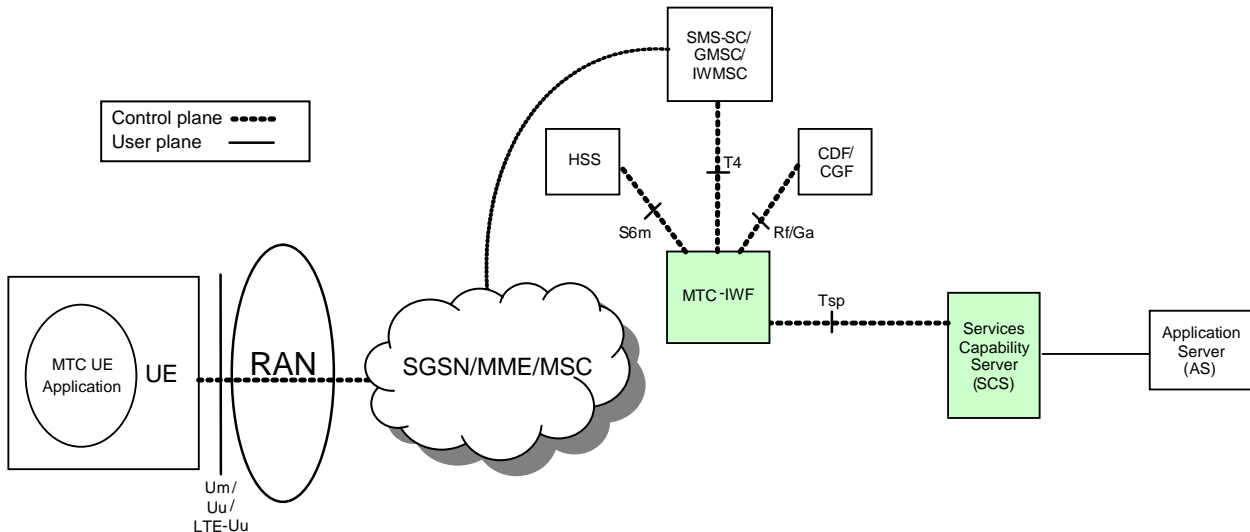 SMS-SC/
GMSC/
IWMSC
Control plane
User plane
HSS
T4
CDF/
CGF
S6m
Rf/Ga
MTC-IWF
Tsp
Services
Capability
Server
(SCS)
Application
Server
(AS)
MTC UE
Application
UE
RAN
SGSN/MME/MSC
Um/
Uu/
LTE-Uu